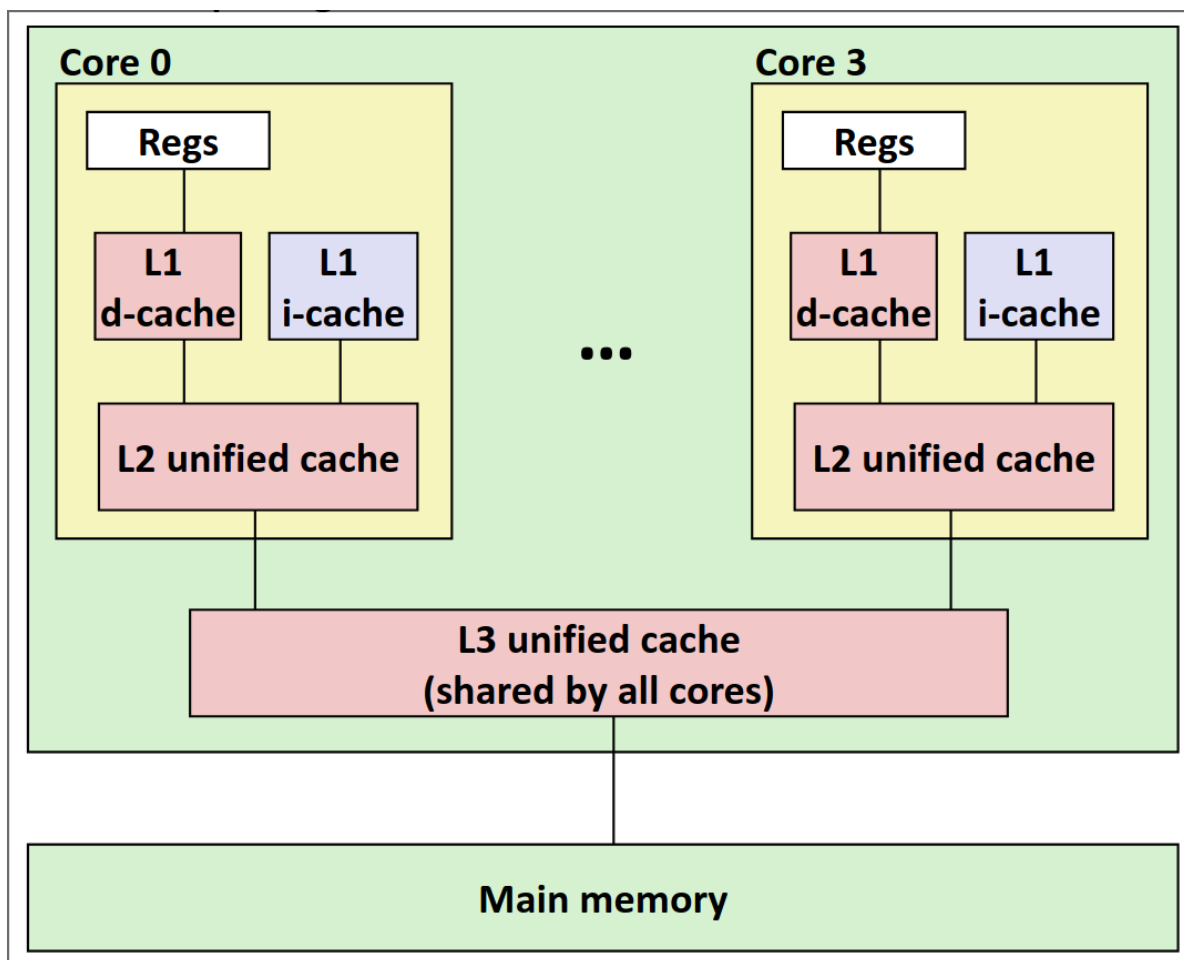 Core 0
Core 3
Regs
Regs
L1
d-cache
L1
i-cache
...
L1
d-cache
L1
i-cache
L2 unified cache
L2 unified cache
L3 unified cache
(shared by all cores)
Main memory